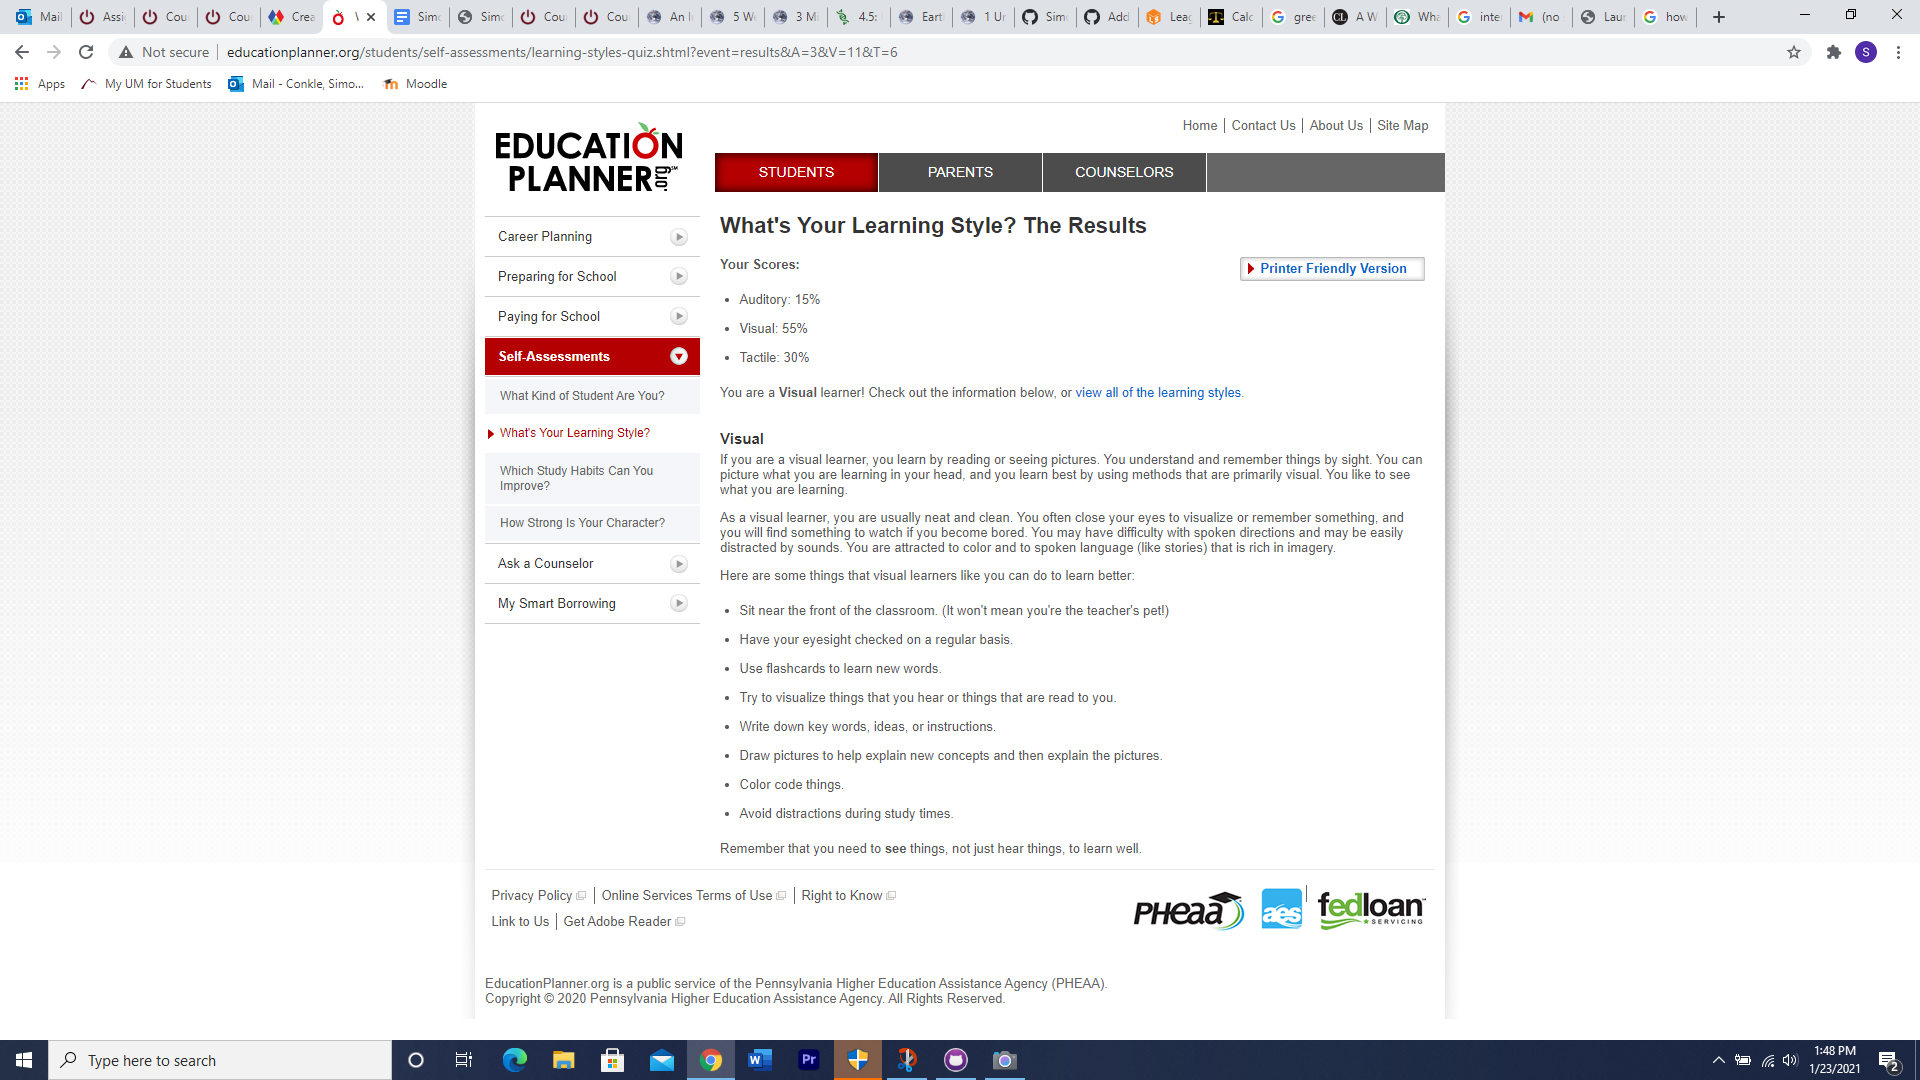 Mail
Assi
Cou
Cou
Crea
Simo
Simo
Cou
Cou
An I
5 W
3 Mi
4.5:
Eart
1 Ur
Simo
Add
Leag
Calc
gree
A W
Wha
inte
(no
Lau
how
Not secure | educationplanner.org/students/self-assessments/learning-styles-quiz.shtml?event=results&A=3&V=11&T=6
S
Apps My UM for Students Mail - Conkle, Simo... Moodle
EDUCATION
PLANNER.org
Home | Contact Us | About Us | Site Map
STUDENTS PARENTS COUNSELORS
Career Planning
Preparing for School
Paying for School
Self-Assessments
What Kind of Student Are You?
What's Your Learning Style?
Which Study Habits Can You
Improve?
How Strong Is Your Character?
Ask a Counselor
My Smart Borrowing
What's Your Learning Style? The Results
Your Scores:
Printer Friendly Version
• Auditory: 15%
• Visual: 55%
• Tactile: 30%
You are a Visual learner! Check out the information below, or view all of the learning styles.
Visual
If you are a visual learner, you learn by reading or seeing pictures. You understand and remember things by sight. You can
picture what you are learning in your head, and you learn best by using methods that are primarily visual. You like to see
what you are learning.
As a visual learner, you are usually neat and clean. You often close your eyes to visualize or remember something, and
you will find something to watch if you become bored. You may have difficulty with spoken directions and may be easily
distracted by sounds. You are attracted to color and to spoken language (like stories) that is rich in imagery.
Here are some things that visual learners like you can do to learn better:
• Sit near the front of the classroom. (It won't mean you're the teacher's pet!)
• Have your eyesight checked on a regular basis.
• Use flashcards to learn new words.
• Try to visualize things that you hear or things that are read to you.
• Write down key words, ideas, or instructions.
• Draw pictures to help explain new concepts and then explain the pictures.
• Color code things.
• Avoid distractions during study times.
Remember that you need to see things, not just hear things, to learn well.
Privacy Policy | Online Services Terms of Use | Right to Know
Link to Us | Get Adobe Reader
PHEAA aes fedloan SERVICING
EducationPlanner.org is a public service of the Pennsylvania Higher Education Assistance Agency (PHEAA).
Copyright © 2020 Pennsylvania Higher Education Assistance Agency. All Rights Reserved.
Type here to search
Pr
1:48 PM
1/23/2021
2